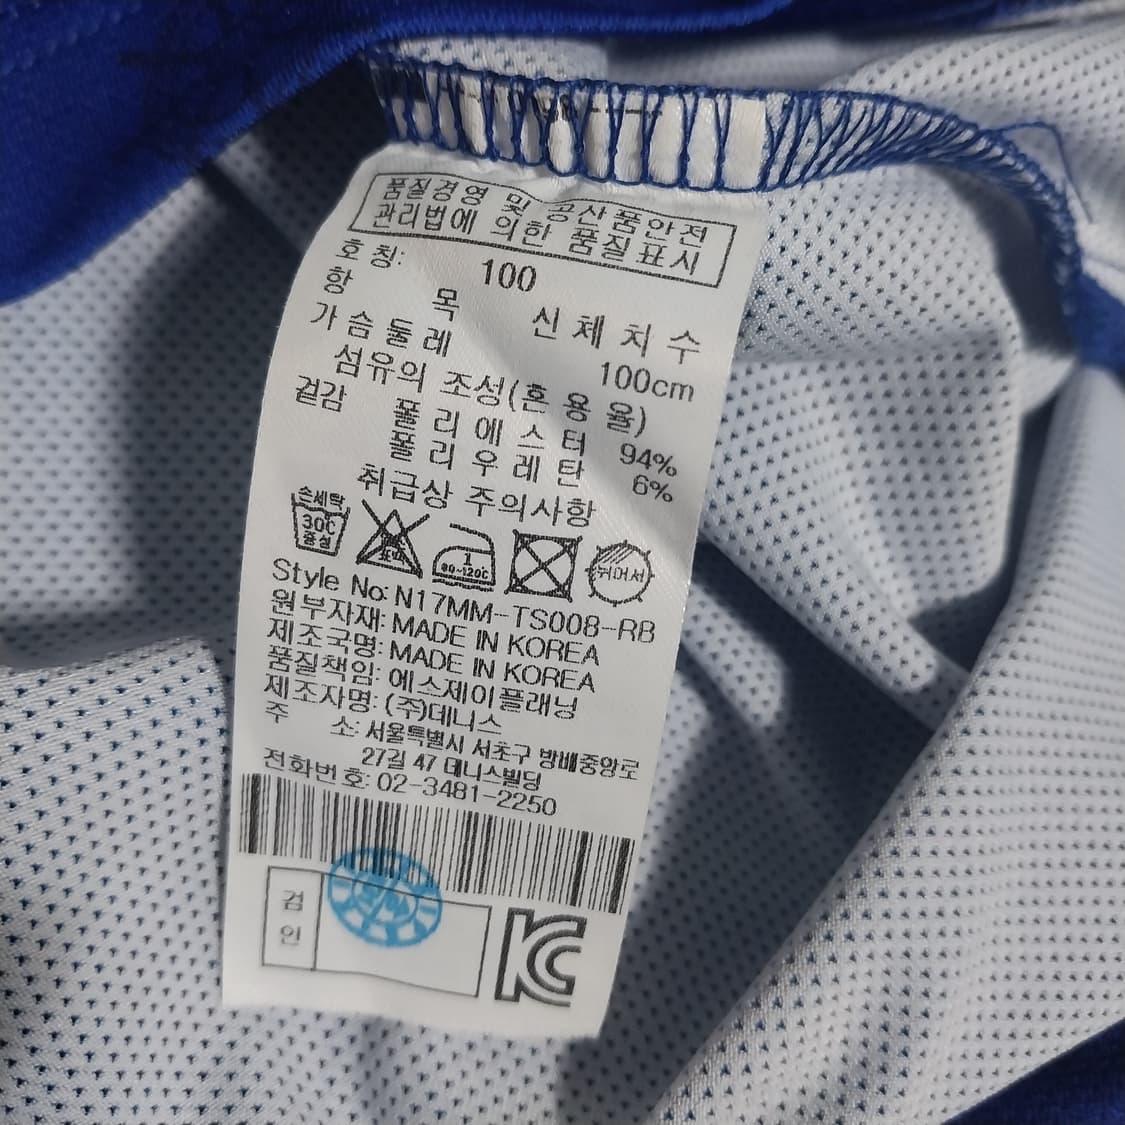 품질경영 및 공산품안전
관리법에 의한 품질표시
호칭: 100
항 목 신체치수
가슴둘레 100cm
섬유의 조성(혼용율)
겉감 폴리에스터 94%
폴리우레탄 6%
취급상 주의사항
손세탁
30℃
중성
1
80~120℃
뉘어서
Style No: N17MM-TS008-RB
원부자재: MADE IN KOREA
제조국명: MADE IN KOREA
품질책임: 에스제이플래닝
제조자명: (주)데니스
주 소: 서울특별시 서초구 방배중앙로
27길 47 데니스빌딩
전화번호: 02-3481-2250
검인
KC